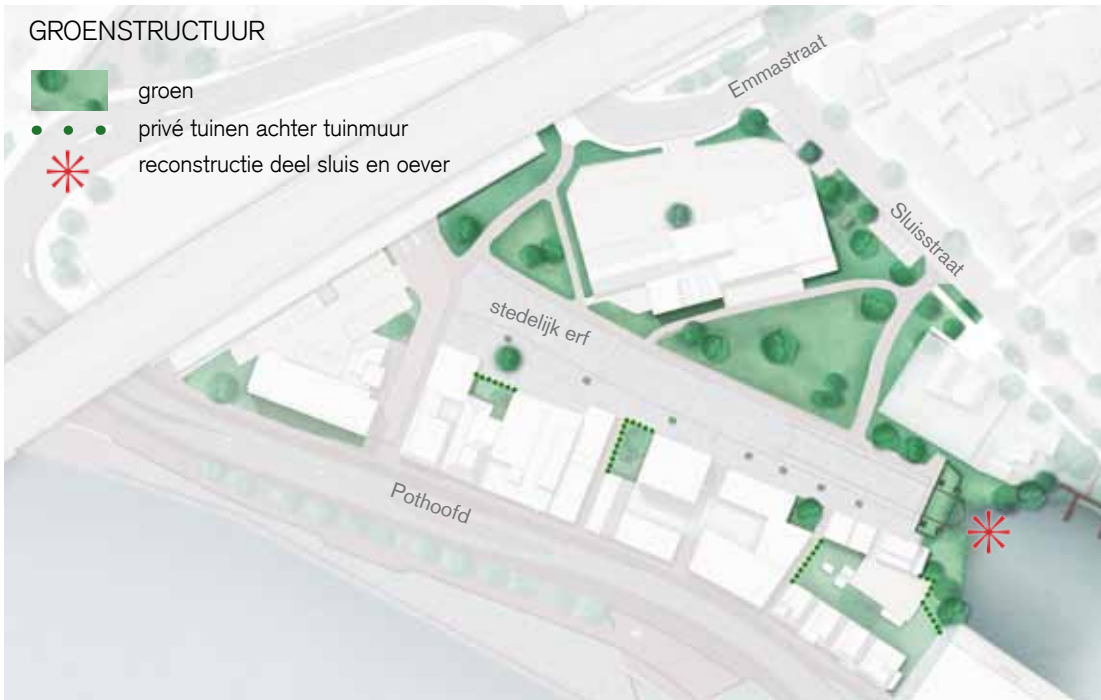 GROENSTRUCTUUR
groen
privé tuinen achter tuinmuur
reconstructie deel sluis en oever
Emmastraat
Sluisstraat
stedelijk erf
Pothoofd